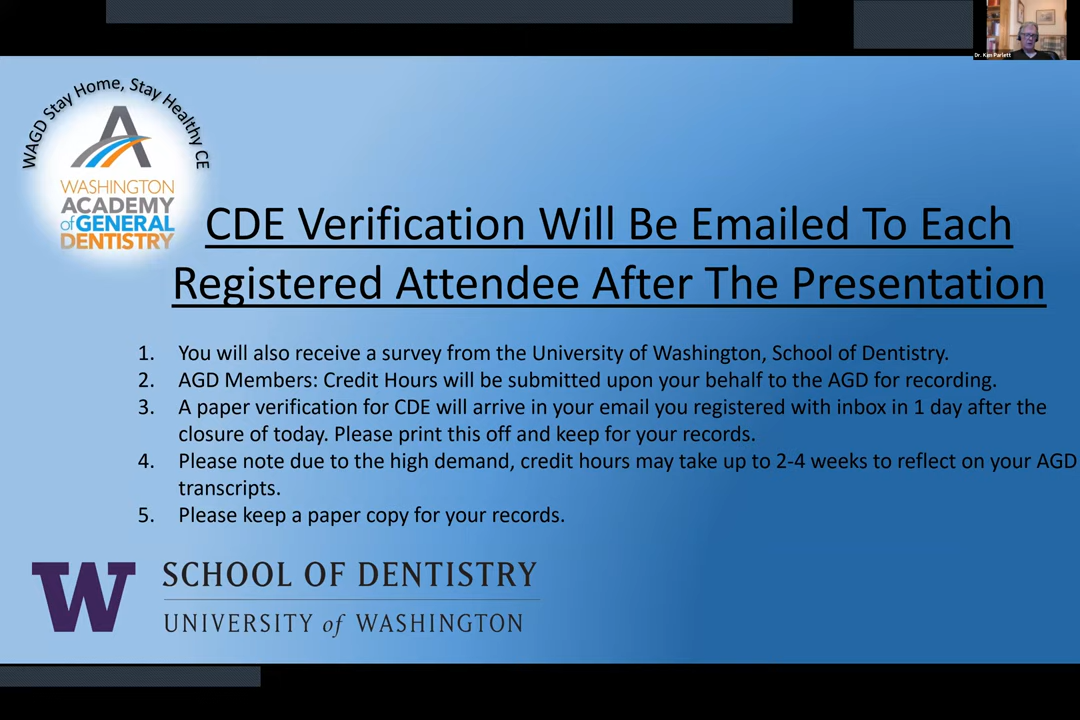 Dr. Ken Parlett
WAGD Stay Home, Stay Healthy CE
WASHINGTON
ACADEMY
of GENERAL
DENTISTRY
CDE Verification Will Be Emailed To Each
Registered Attendee After The Presentation
1. You will also receive a survey from the University of Washington, School of Dentistry.
2. AGD Members: Credit Hours will be submitted upon your behalf to the AGD for recording.
3. A paper verification for CDE will arrive in your email you registered with inbox in 1 day after the
closure of today. Please print this off and keep for your records.
4. Please note due to the high demand, credit hours may take up to 2-4 weeks to reflect on your AGD
transcripts.
5. Please keep a paper copy for your records.
W
SCHOOL OF DENTISTRY
UNIVERSITY of WASHINGTON